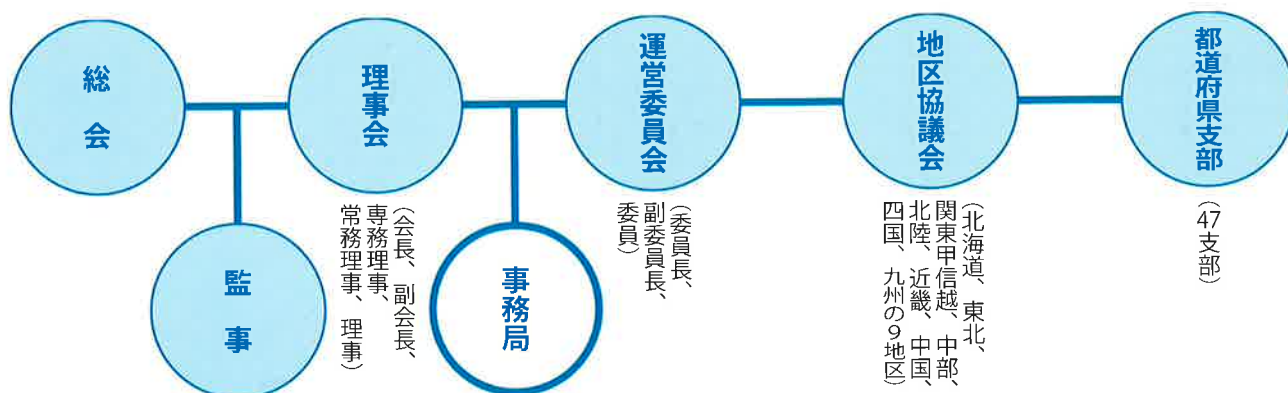 総会
理事会
(会長、副会長、
専務理事、
常務理事、理事)
運営委員会
(委員長、
副委員長、
委員)
地区協議会
(北海道、東北、
関東甲信越、中部、
北陸、近畿、中国、
四国、九州の9地区)
都道府県支部
(47支部)
監事
事務局